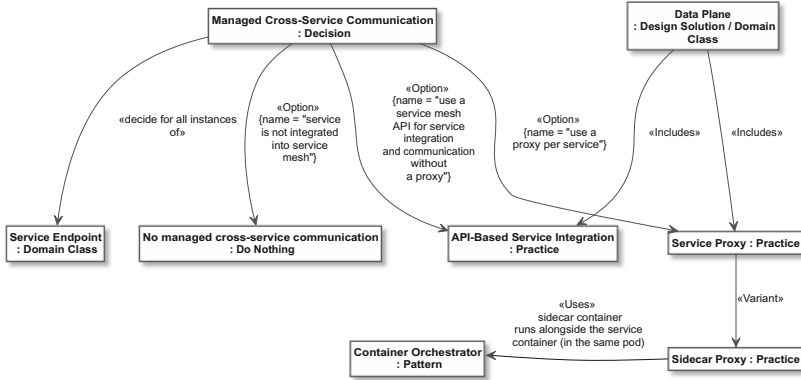 Managed Cross-Service Communication
: Decision
Data Plane
: Design Solution / Domain
Class
«decide for all instances
of»
«Option»
{name = "service
is not integrated
into service
mesh"}
«Option»
{name = "use a
service mesh
API for service
integration
and communication
without
a proxy"}
«Option»
{name = "use a
proxy per service"}
«Includes»
«Includes»
Service Endpoint
: Domain Class
No managed cross-service communication
: Do Nothing
API-Based Service Integration
: Practice
Service Proxy : Practice
«Variant»
«Uses»
sidecar container
runs alongside the service
container (in the same pod)
Container Orchestrator
: Pattern
Sidecar Proxy : Practice